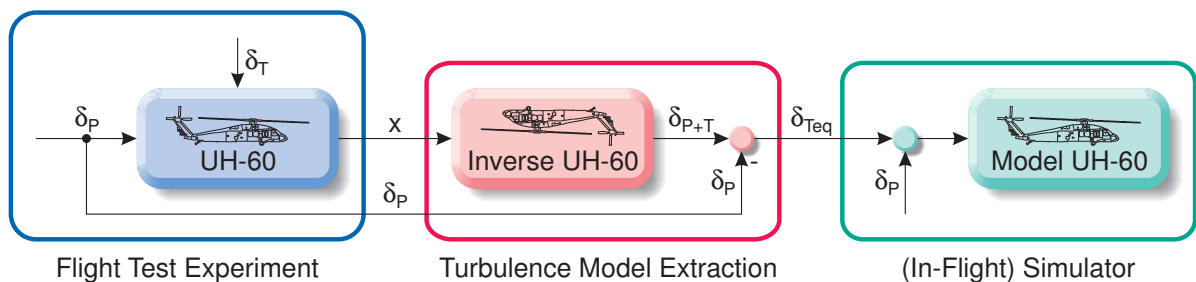 δT
δP
UH-60
x
Inverse UH-60
δP+T
-
δP
δP
δTeq
δP
Model UH-60
Flight Test Experiment
Turbulence Model Extraction
(In-Flight) Simulator